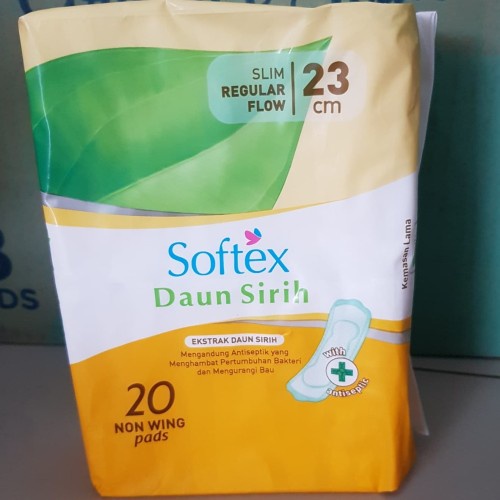 SLIM
REGULAR
FLOW
23
cm
Softex
Daun Sirih
Kemasan Lama
EKSTRAK DAUN SIRIH
Mengandung Antiseptik yang
Menghambat Pertumbuhan Bakteri
dan Mengurangi Bau
with
antiseptic
20
NON WING
pads